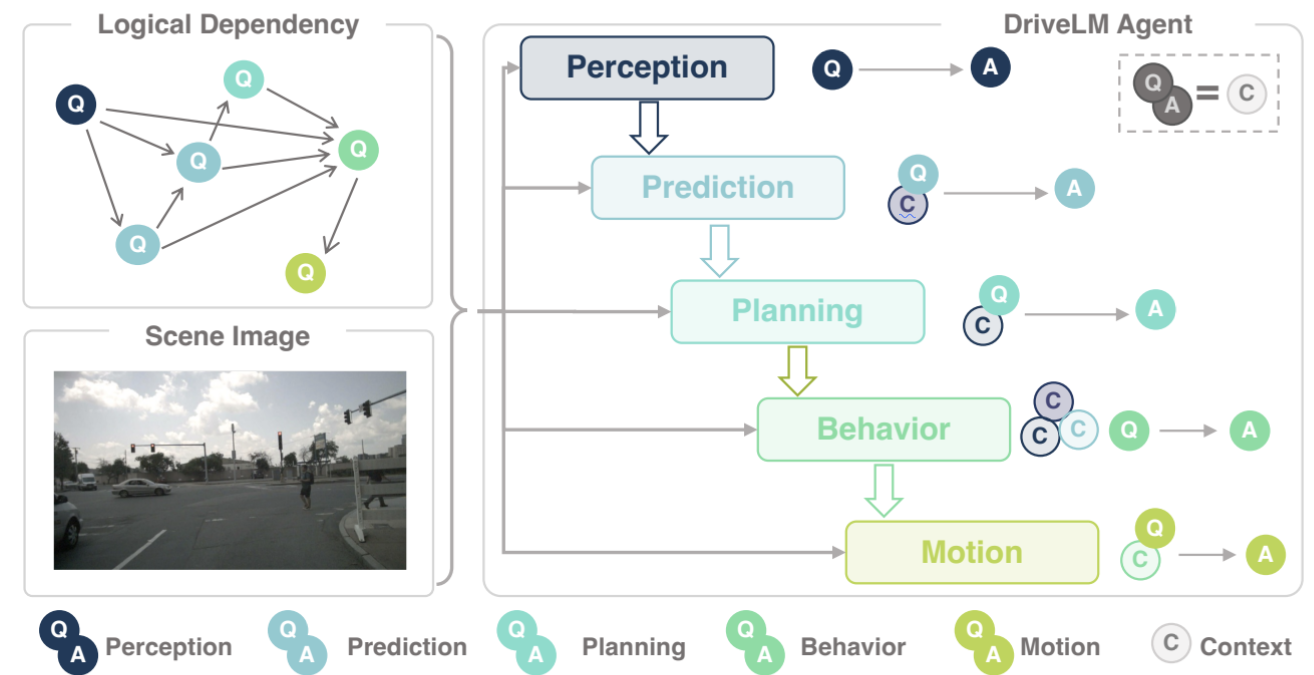 Logical Dependency
Q
Q
Q
Q
Q
Q
Scene Image
DriveLM Agent
Perception
Q
A
Q
A
= C
Prediction
Q
C
A
Planning
Q
C
A
Behavior
C
C
C
Q
A
Motion
Q
C
A
Q
A
Perception
Q
A
Prediction
Q
A
Planning
Q
A
Behavior
Q
A
Motion
C
Context